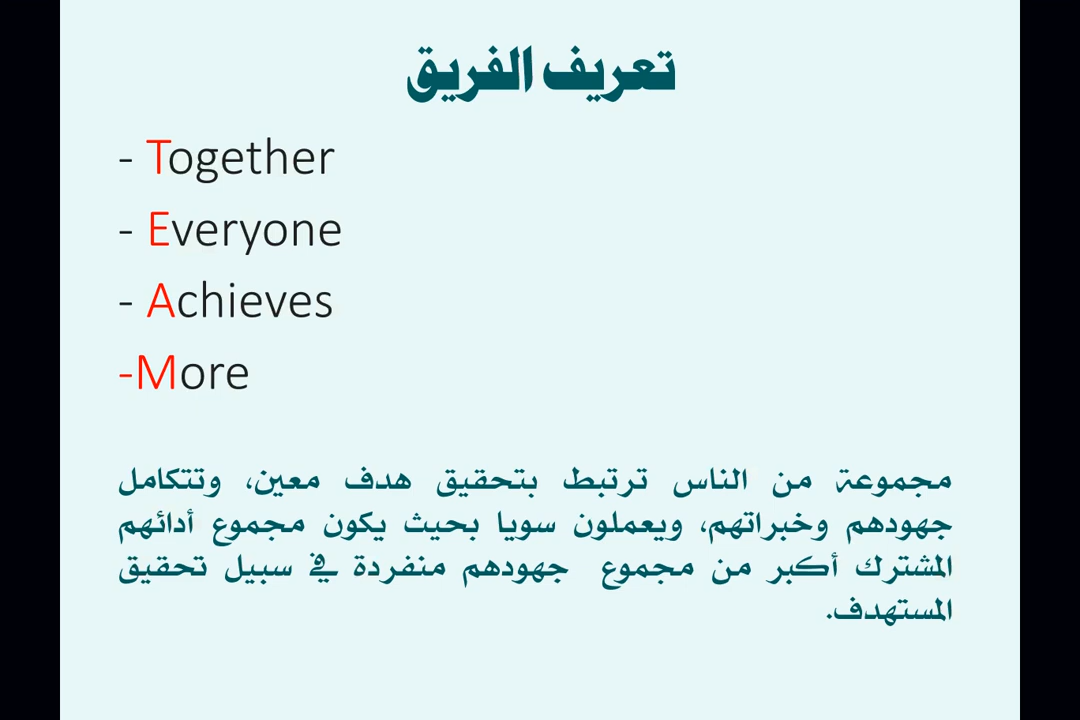 تعريف الفريق
- Together
- Everyone
- Achieves
-More
مجموعة من الناس ترتبط بتحقيق هدف معين، وتتكامل
جهودهم وخبراتهم، ويعملون سويا بحيث يكون مجموع أدائهم
المشترك أكبر من مجموع جهودهم منفردة في سبيل تحقيق
المستهدف.